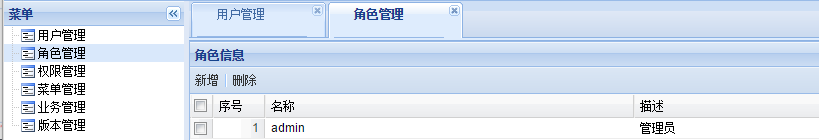 菜单
用户管理
角色管理
权限管理
菜单管理
业务管理
版本管理
用户管理 角色管理
角色信息
新增 删除
序号 名称 描述
1 admin 管理员